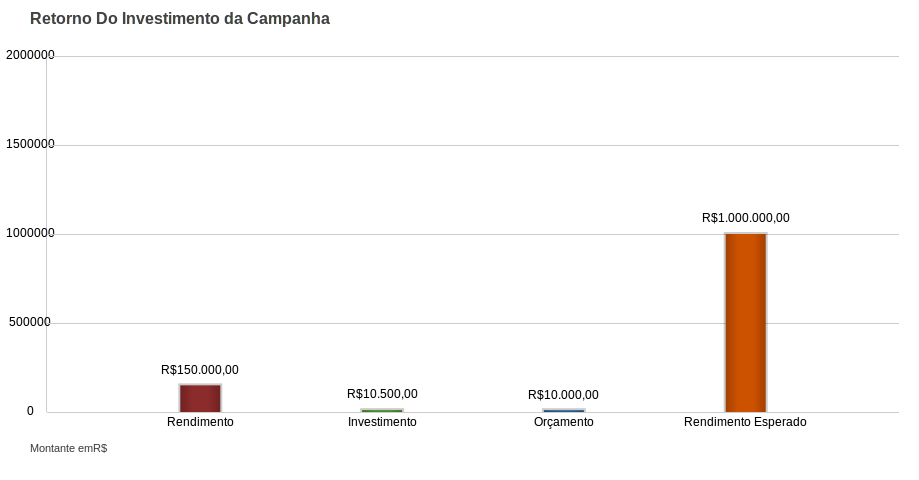 Retorno Do Investimento da Campanha
2000000
1500000
1000000
500000
0
R$150.000,00
R$10.500,00
R$10.000,00
R$1.000.000,00
Rendimento
Investimento
Orçamento
Rendimento Esperado
Montante emR$